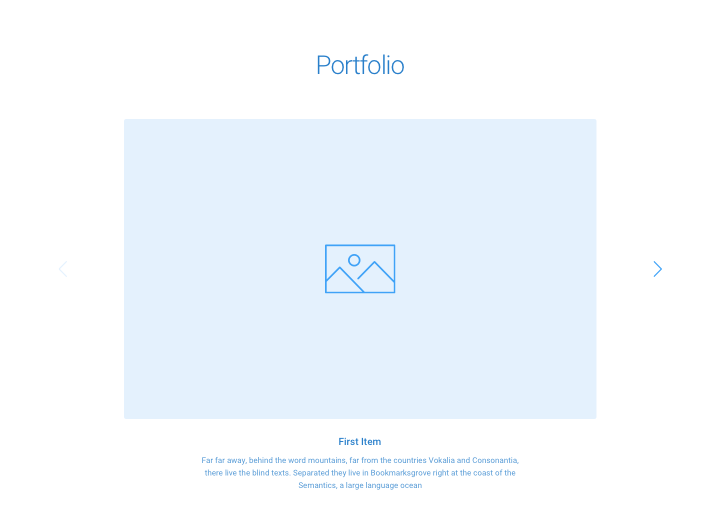 Portfolio
First Item
Far far away, behind the word mountains, far from the countries Vokalia and Consonantia,
there live the blind texts. Separated they live in Bookmarksgrove right at the coast of the
Semantics, a large language ocean